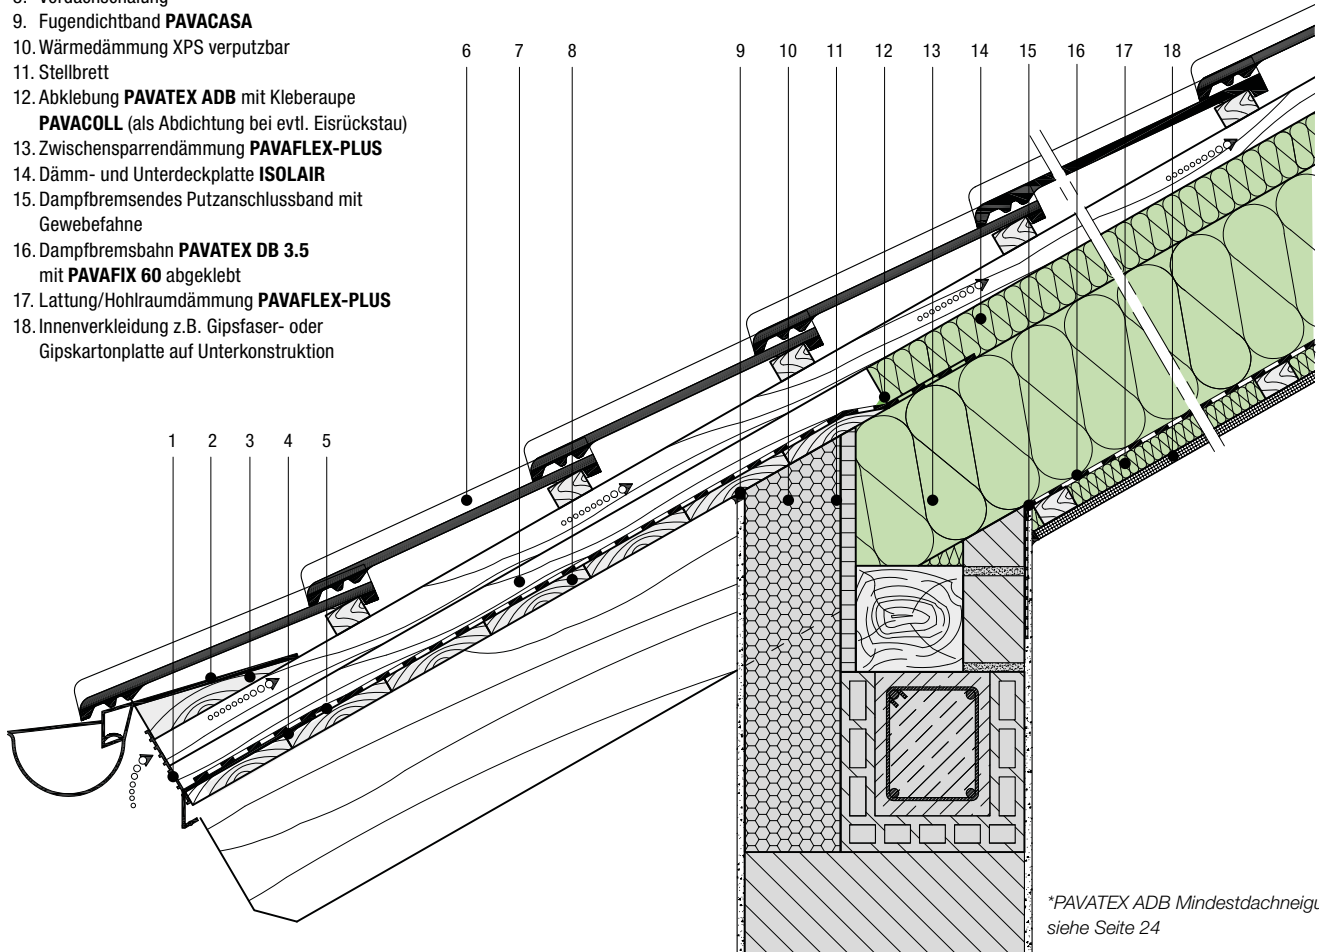 9. Fugendichtband PAVACASA
10. Wärmedämmung XPS verputzbar
11. Stellbrett
12. Abklebung PAVATEX ADB mit Kleberaupe
PAVACOLL (als Abdichtung bei evtl. Eisrückstau)
13. Zwischensparrendämmung PAVAFLEX-PLUS
14. Dämm- und Unterdeckplatte ISOLAIR
15. Dampfbremsendes Putzanschlussband mit
Gewebefahne
16. Dampfbremsbahn PAVATEX DB 3.5
mit PAVAFIX 60 abgeklebt
17. Lattung/Hohlraumdämmung PAVAFLEX-PLUS
18. Innenverkleidung z.B. Gipsfaser- oder
Gipskartonplatte auf Unterkonstruktion
6 7 8 9 10 11 12 13 14 15 16 17 18
1 2 3 4 5
*PAVATEX ADB Mindestdachneigu
siehe Seite 24